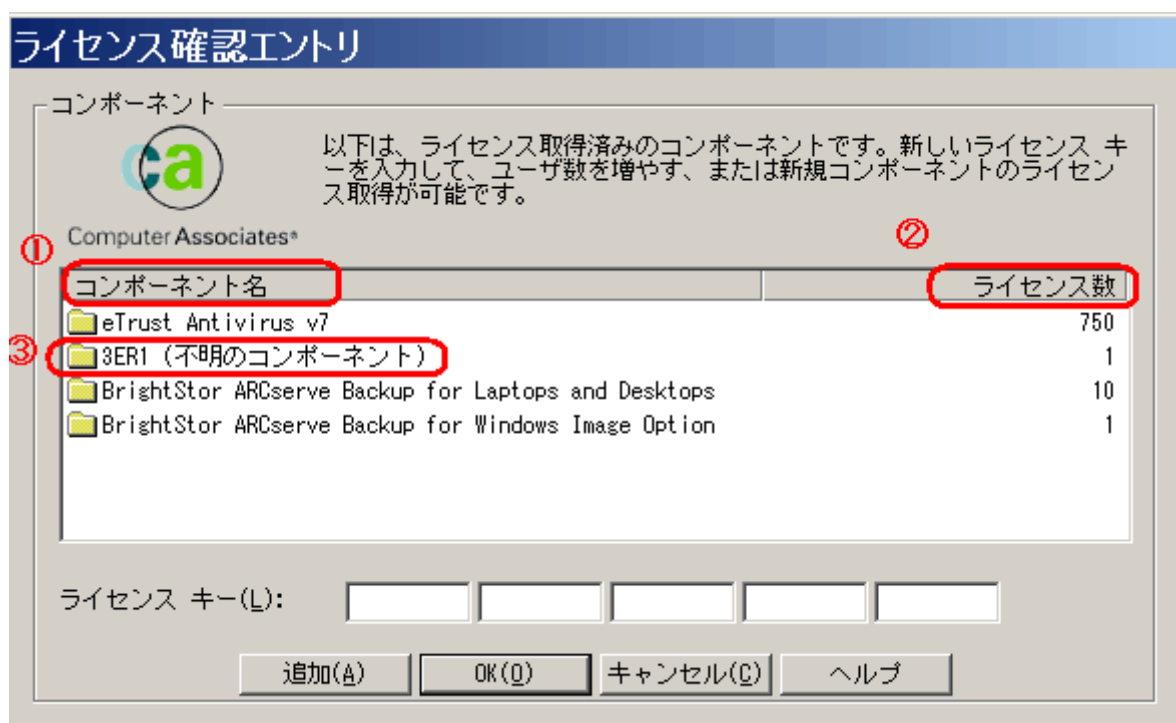 ライセンス確認エントリ
コンポーネント
ca
以下は、ライセンス取得済みのコンポーネントです。新しいライセンス キ
ーを入力して、ユーザ数を増やす、または新規コンポーネントのライセン
ス取得が可能です。
Computer Associates®
① ②
コンポーネント名 ライセンス数
eTrust Antivirus v7 750
③ 3ER1 (不明のコンポーネント) 1
BrightStor ARCserve Backup for Laptops and Desktops 10
BrightStor ARCserve Backup for Windows Image Option 1
ライセンス キー(L):
追加(A) OK(O) キャンセル(C) ヘルプ